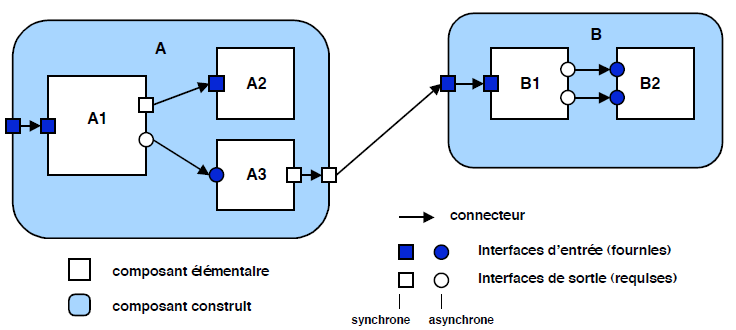 A
B
A1
A2
A3
B1
B2
connecteur
Interfaces d'entrée (fournies)
Interfaces de sortie (requises)
composant élémentaire
composant construit
synchrone
asynchrone